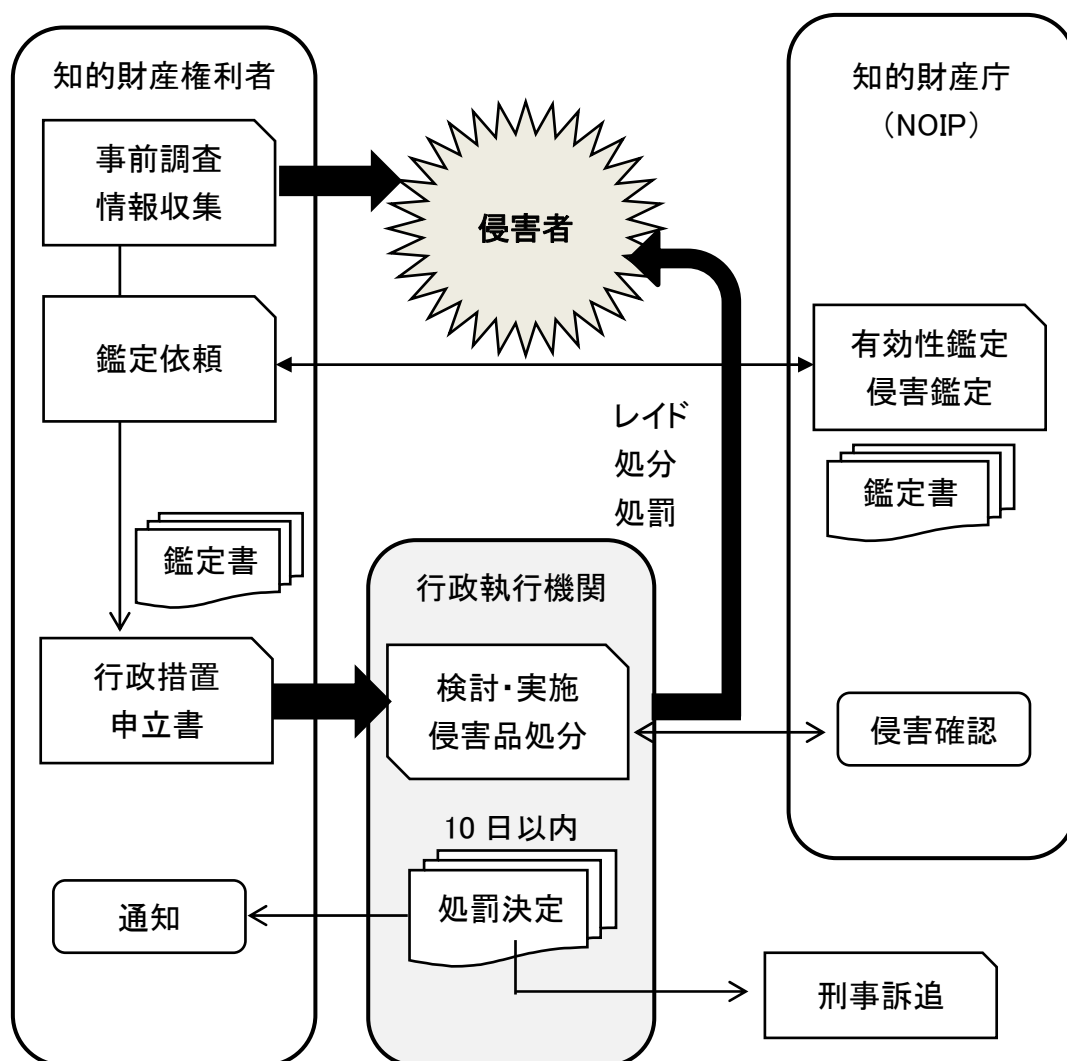 知的財産権利者
事前調査
情報収集
鑑定依頼
鑑定書
行政措置
申立書
通知
侵害者
レイド
処分
処罰
行政執行機関
検討・実施
侵害品処分
10 日以内
処罰決定
知的財産庁
（NOIP）
有効性鑑定
侵害鑑定
鑑定書
侵害確認
刑事訴追